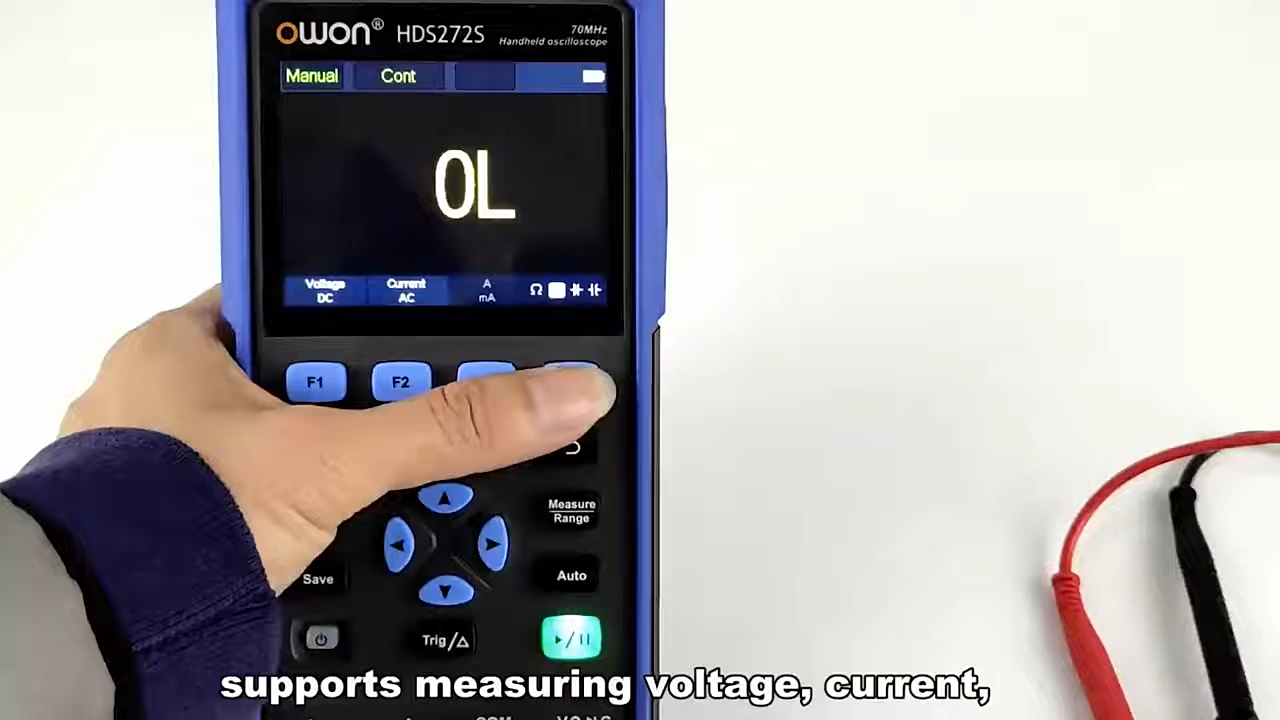 OWON® HDS272S
70MHz
Handheld oscilloscope
Manual Cont
OL
Voltage
DC
Current
AC
A
mA
Ω
F1 F2
Measure
Range
Save
Auto
Trig/△
supports measuring voltage, current,